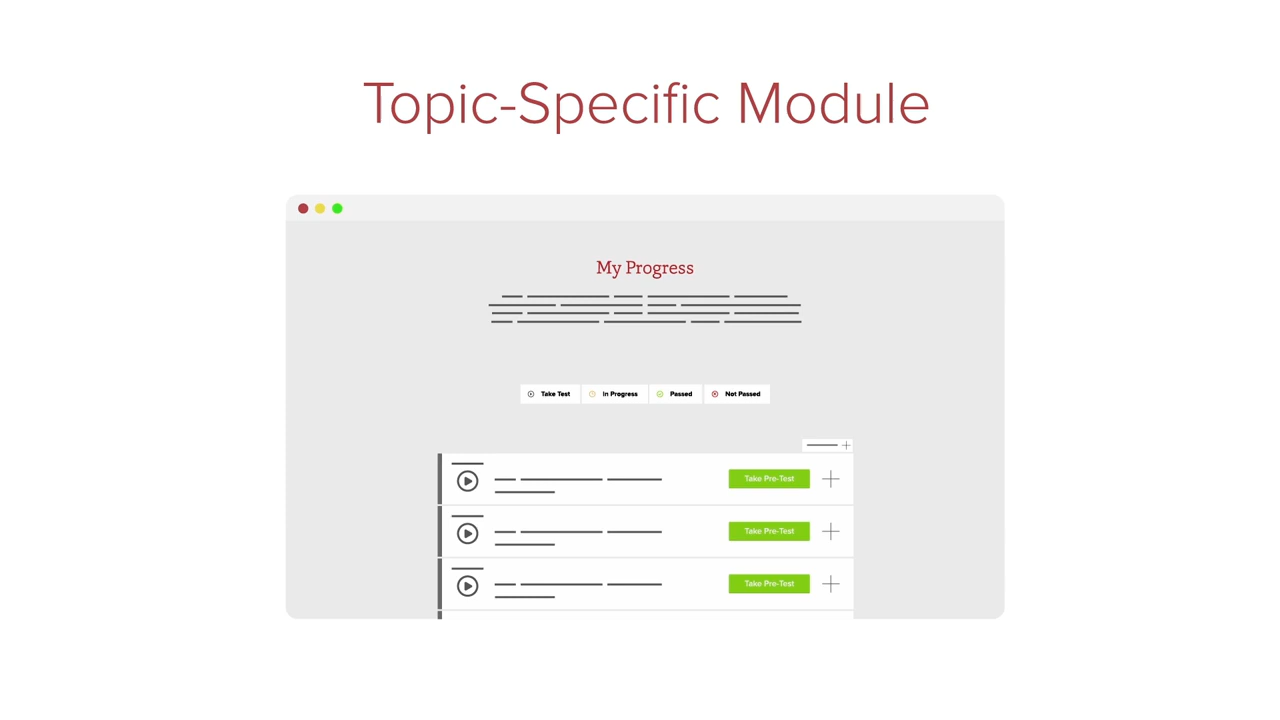 Topic-Specific Module
My Progress
Take Test In Progress Passed Not Passed
Take Pre-Test
Take Pre-Test
Take Pre-Test